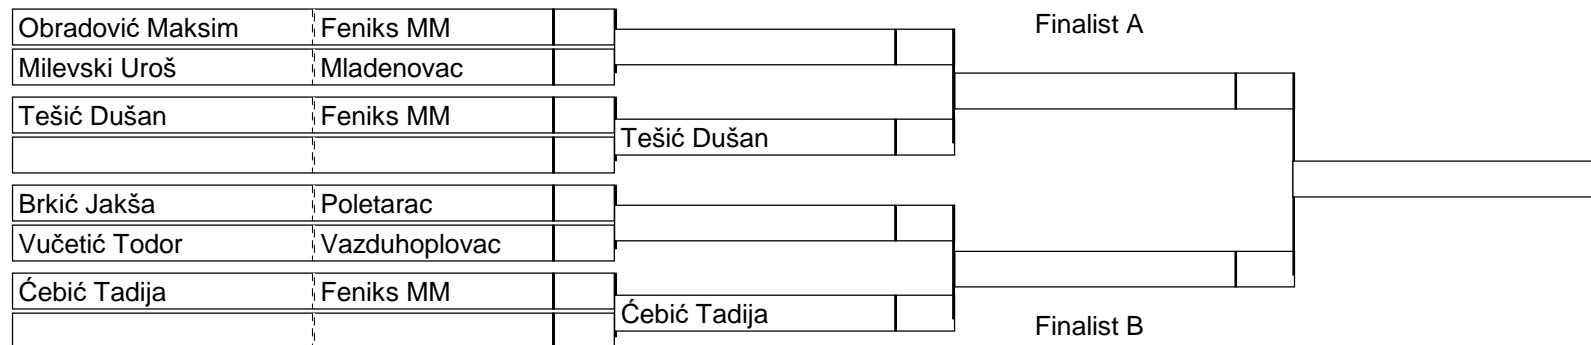 Obradović Maksim Feniks MM Finalist A
Milevski Uroš Mladenovac
Tešić Dušan Feniks MM
Tešić Dušan
Brkić Jakša Poletarac
Vučetić Todor Vazduhoplovac
Ćebić Tadija Feniks MM
Ćebić Tadija
Finalist B